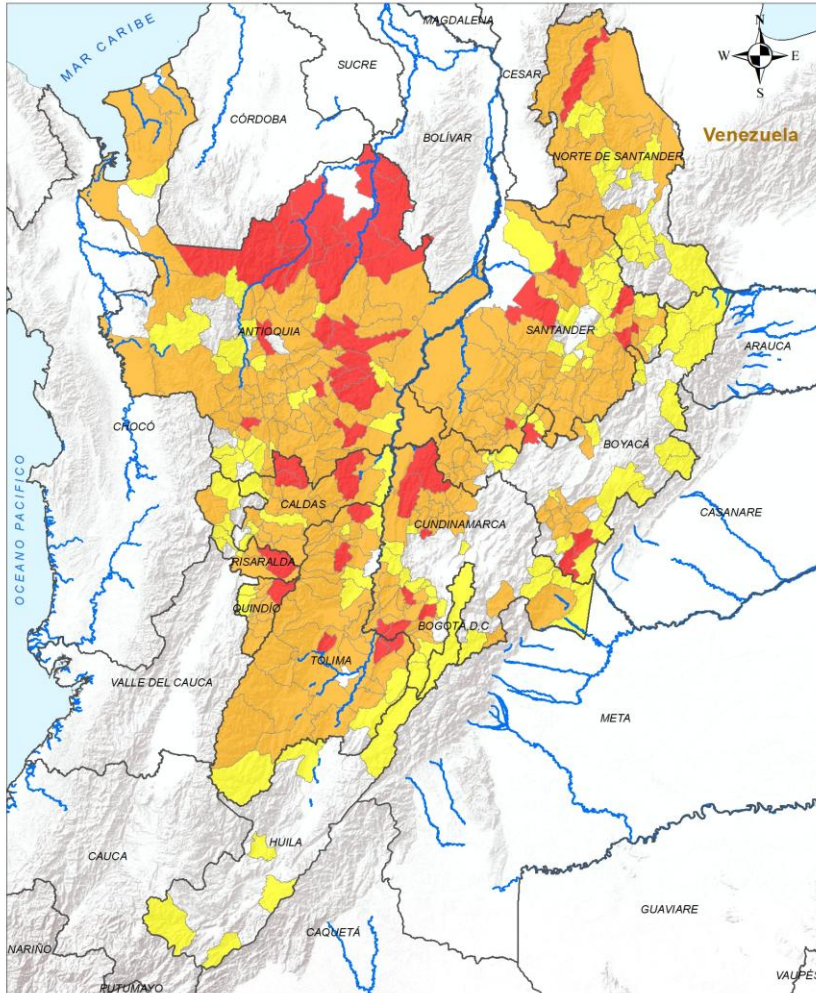 MAR CARIBE
MAGDALENA
N
W
E
S
SUCRE
CESAR
CÓRDOBA
BOLÍVAR
Venezuela
NORTE DE SANTANDER
ANTIOQUIA
SANTANDER
ARAUCA
CHOCÓ
BOYACÁ
OCEANO PACIFICO
CALDAS
CUNDINAMARCA
CASANARE
RISARALDA
QUINDÍO
BOGOTÁ, D.C
TOLIMA
VALLE DEL CAUCA
META
HUILA
CAUCA
GUAVIARE
CAQUETÁ
NARIÑO
PUTUMAYO
VAUPÉS